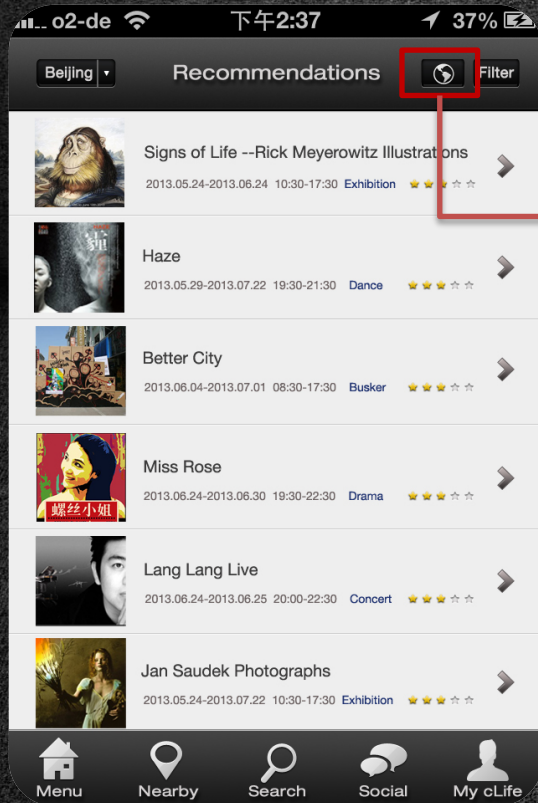 o2-de 下午2:37 37%
Beijing Recommendations Filter
Signs of Life --Rick Meyerowitz Illustrations
2013.05.24-2013.06.24 10:30-17:30 Exhibition
霾
Haze
2013.05.29-2013.07.22 19:30-21:30 Dance
Better City
2013.06.04-2013.07.01 08:30-17:30 Busker
螺丝小姐
Miss Rose
2013.06.24-2013.06.30 19:30-22:30 Drama
Lang Lang Live
2013.06.24-2013.06.25 20:00-22:30 Concert
Jan Saudek Photographs
2013.05.24-2013.07.22 10:30-17:30 Exhibition
Menu Nearby Search Social My cLife